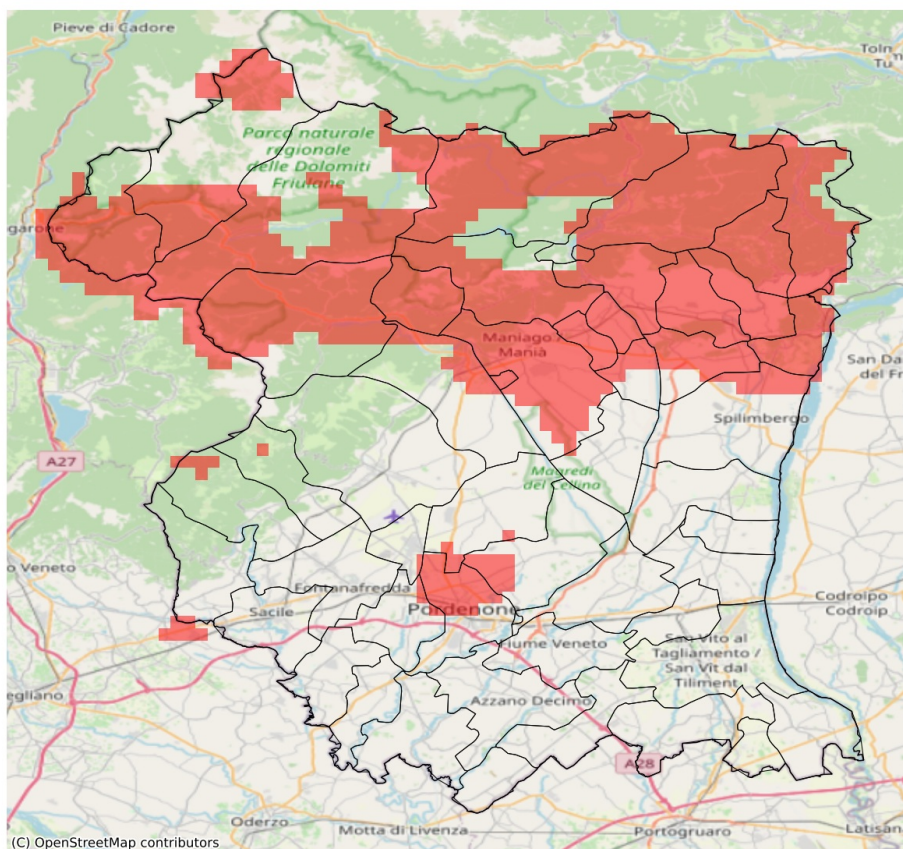 Pieve di Cadore
Toln
Tu
Parco naturale
regionale
delle Dolomiti
Friulane
garone
Maniago /
Manià
San Da
del Fr
Spilimbergo
A27
Magredi
del Cellina
o Veneto
Fontanafredda
Codroipo
Codroip
Sacile
Pordenone
Fiume Veneto
San Vito al
Tagliamento /
San Vît dal
Tiliment
egliano
Azzano Decimo
A28
Oderzo
Motta di Livenza
Portogruaro
Latisan
(C) OpenStreetMap contributors